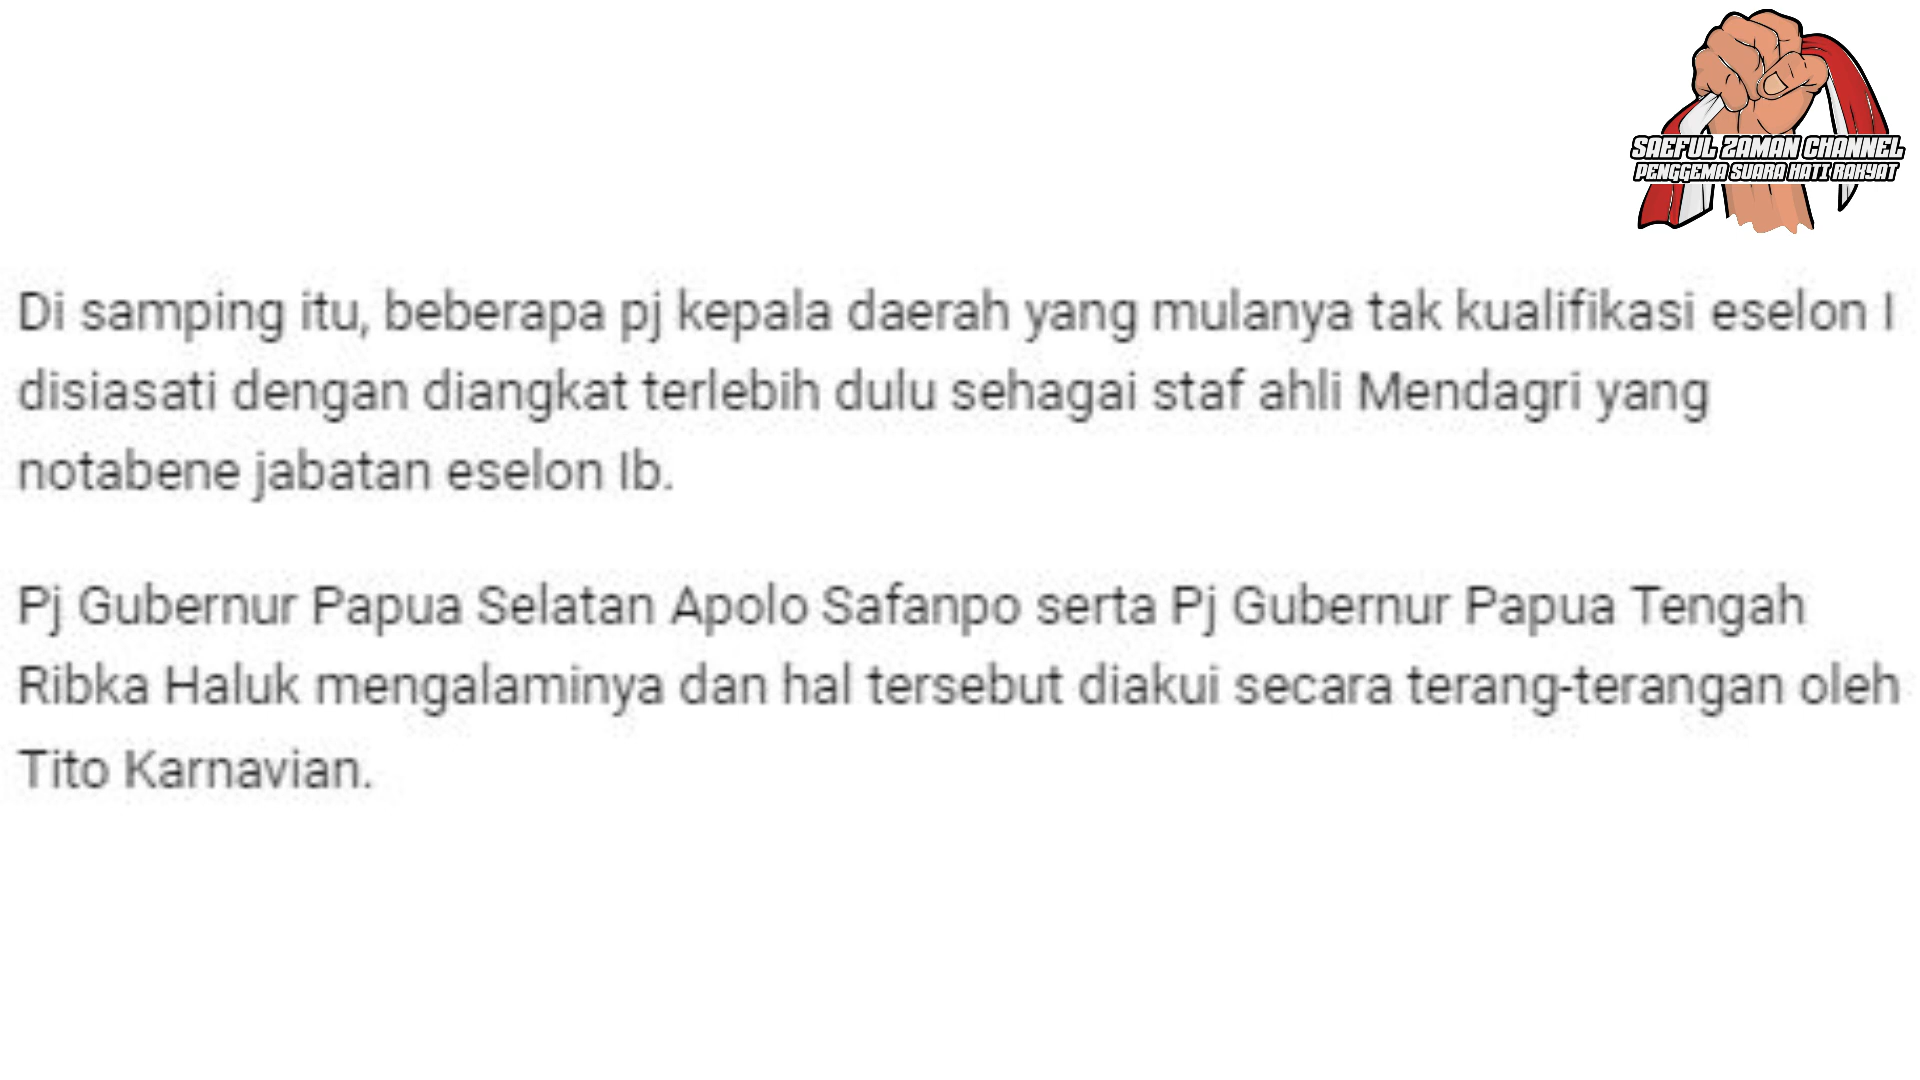 SAEFUL ZAMAN CHANNEL
PENGGEMA SUARA HATI RAKYAT
Di samping itu, beberapa pj kepala daerah yang mulanya tak kualifikasi eselon I
disiasati dengan diangkat terlebih dulu sehagai staf ahli Mendagri yang
notabene jabatan eselon Ib.
Pj Gubernur Papua Selatan Apolo Safanpo serta Pj Gubernur Papua Tengah
Ribka Haluk mengalaminya dan hal tersebut diakui secara terang-terangan oleh
Tito Karnavian.